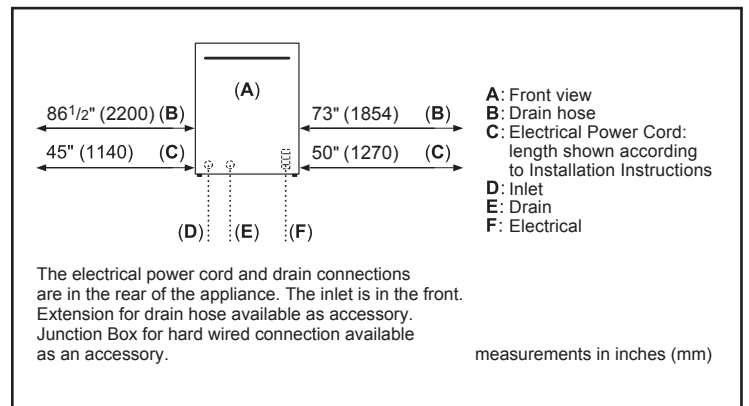 (A)
86 1/2" (2200) (B)
73" (1854) (B)
45" (1140) (C)
50" (1270) (C)
(D) (E) (F)
A: Front view
B: Drain hose
C: Electrical Power Cord:
length shown according
to Installation Instructions
D: Inlet
E: Drain
F: Electrical
The electrical power cord and drain connections
are in the rear of the appliance. The inlet is in the front.
Extension for drain hose available as accessory.
Junction Box for hard wired connection available
as an accessory.
measurements in inches (mm)